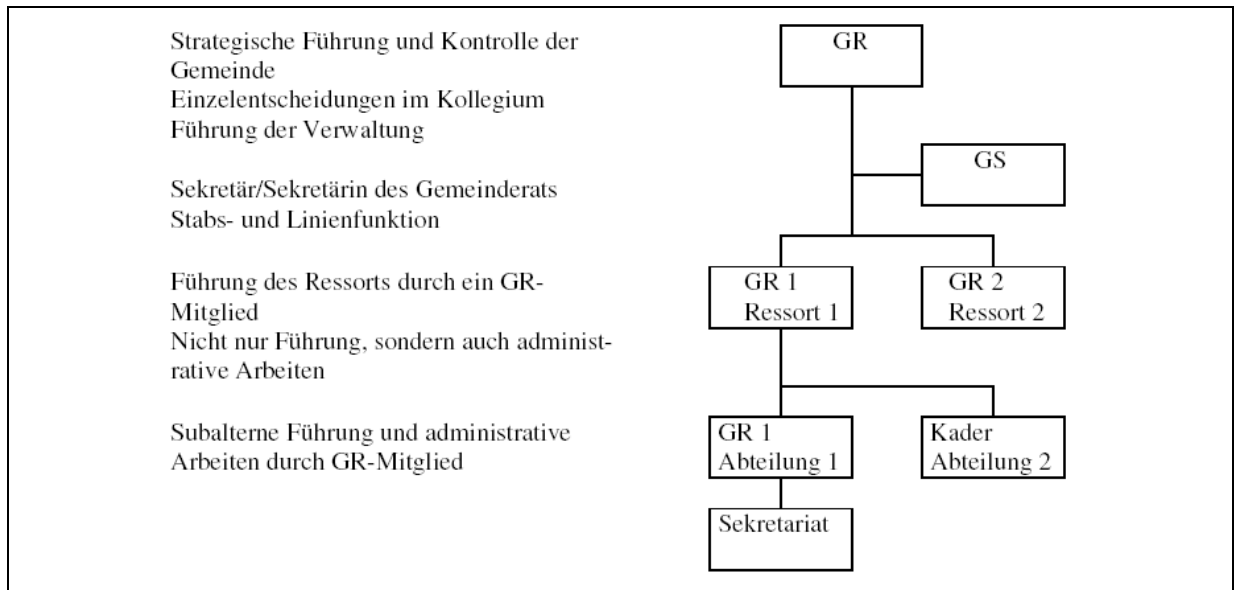 Strategische Führung und Kontrolle der
Gemeinde
Einzelentscheidungen im Kollegium
Führung der Verwaltung
GR
Sekretär/Sekretärin des Gemeinderats
Stabs- und Linienfunktion
GS
Führung des Ressorts durch ein GR-
Mitglied
Nicht nur Führung, sondern auch administ-
rative Arbeiten
GR 1
Ressort 1
GR 2
Ressort 2
Subalterne Führung und administrative
Arbeiten durch GR-Mitglied
GR 1
Abteilung 1
Kader
Abteilung 2
Sekretariat